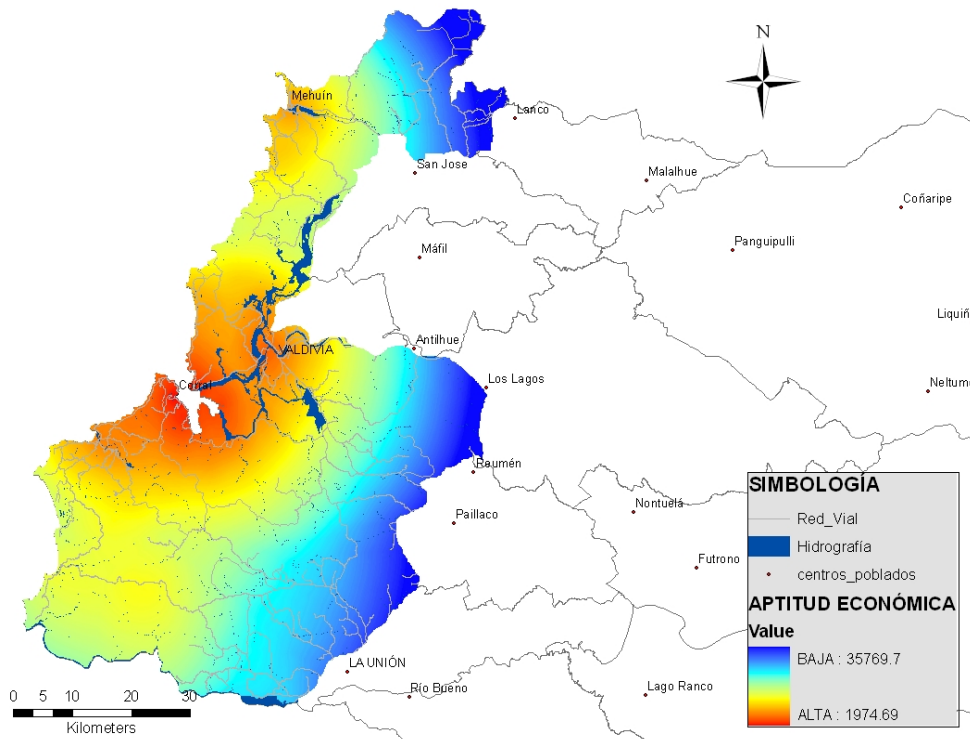 N
Mehuín
Lanco
San Jose
Malalhue
Coñaripe
Máfil
Panguipulli
Liquiñ
Antilhue
VALDIVIA
Corral
Los Lagos
Neltume
Reumén
Nontuelá
Paillaco
Futrono
LA UNIÓN
Río Bueno
Lago Ranco
0 5 10 20 30
Kilometers
SIMBOLOGÍA
Red_Vial
Hidrografía
centros_poblados
APTITUD ECONÓMICA
Value
BAJA : 35769.7
ALTA : 1974.69